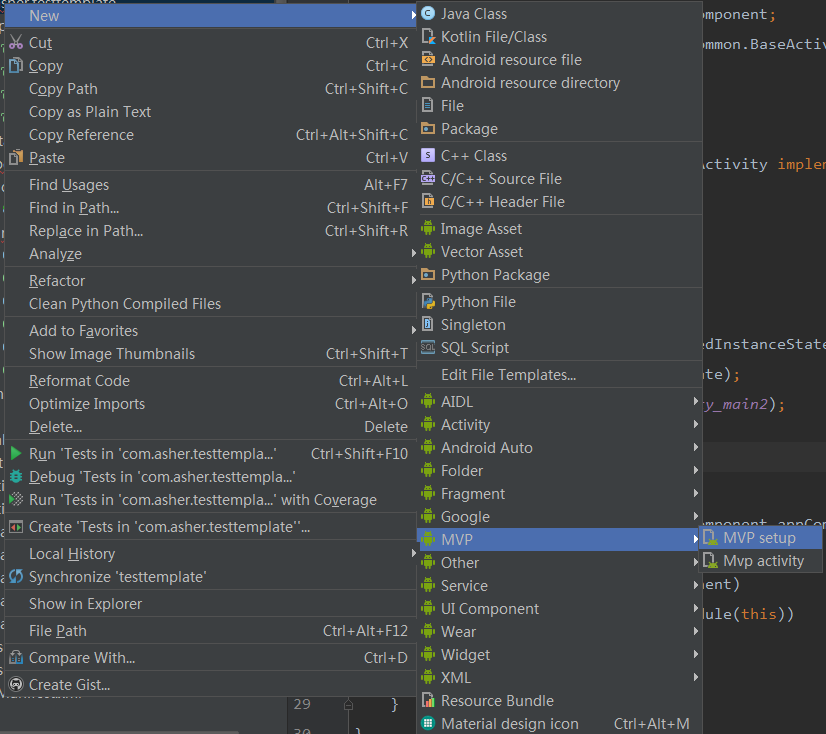 New
Cut Ctrl+X
Copy Ctrl+C
Copy Path Ctrl+Shift+C
Copy as Plain Text
Copy Reference Ctrl+Alt+Shift+C
Paste Ctrl+V
Find Usages Alt+F7
Find in Path... Ctrl+Shift+F
Replace in Path... Ctrl+Shift+R
Analyze
Refactor
Clean Python Compiled Files
Add to Favorites
Show Image Thumbnails Ctrl+Shift+T
Reformat Code Ctrl+Alt+L
Optimize Imports Ctrl+Alt+O
Delete... Delete
Run 'Tests in 'com.asher.testtempla...' Ctrl+Shift+F10
Debug 'Tests in 'com.asher.testtempla...'
Run 'Tests in 'com.asher.testtempla...' with Coverage
Create 'Tests in 'com.asher.testtemplate''...
Local History
Synchronize 'testtemplate'
Show in Explorer
File Path Ctrl+Alt+F12
Compare With... Ctrl+D
Create Gist...
Java Class
Kotlin File/Class
Android resource file
Android resource directory
File
Package
C++ Class
C/C++ Source File
C/C++ Header File
Image Asset
Vector Asset
Python Package
Python File
Singleton
SQL Script
Edit File Templates...
AIDL
Activity
Android Auto
Folder
Fragment
Google
MVP
Other
Service
UI Component
Wear
Widget
XML
Resource Bundle
Material design icon Ctrl+Alt+M
MVP setup
Mvp activity
omponent;
ommon.BaseActiv
Activity implemen
edInstanceState
ate);
ty_main2);
ent)
dule(this))
29 }
30 }